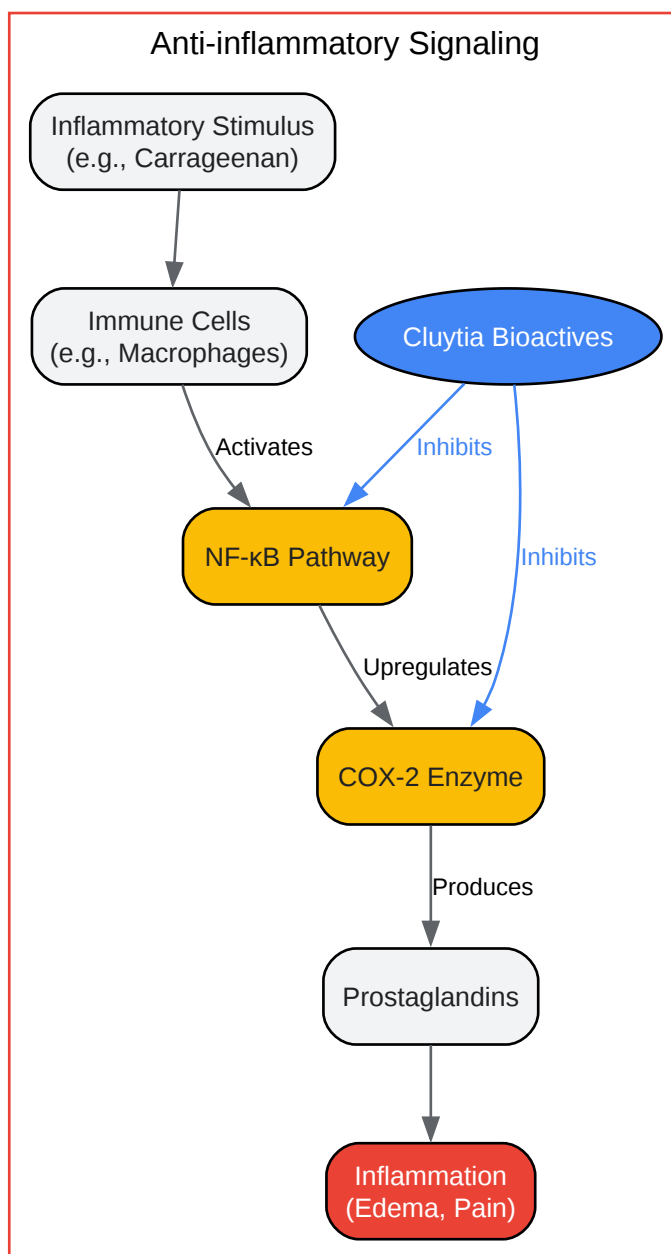 Anti-inflammatory Signaling
Inflammatory Stimulus
(e.g., Carrageenan)
Immune Cells
(e.g., Macrophages)
Cluytia Bioactives
Activates
Inhibits
NF-κB Pathway
Inhibits
Upregulates
COX-2 Enzyme
Produces
Prostaglandins
Inflammation
(Edema, Pain)